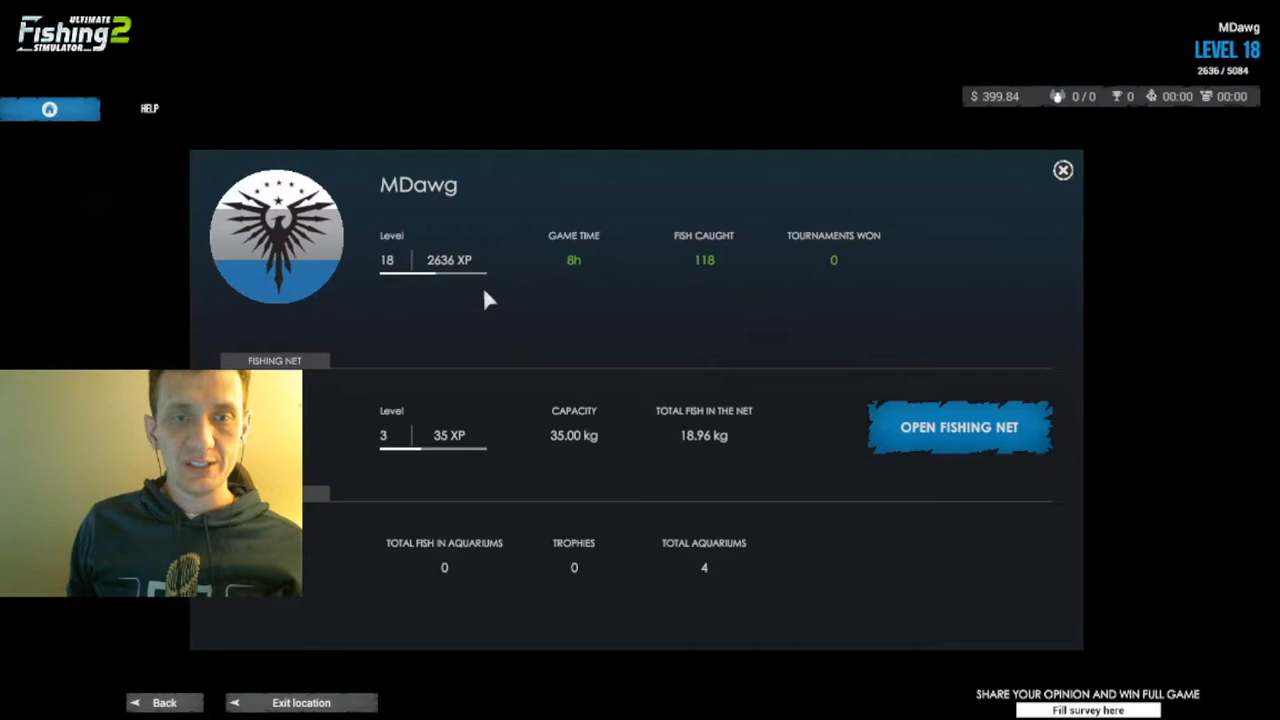 ULTIMATE
Fishing 2
SIMULATOR
MDawg
LEVEL 18
2636 / 5084
$ 399.84 0 / 0 0 00:00 00:00
HELP
MDawg
Level GAME TIME FISH CAUGHT TOURNAMENTS WON
18 2636 XP 8h 118 0
FISHING NET
Level CAPACITY TOTAL FISH IN THE NET
3 35 XP 35.00 kg 18.96 kg
OPEN FISHING NET
TOTAL FISH IN AQUARIUMS TROPHIES TOTAL AQUARIUMS
0 0 4
Back Exit location
SHARE YOUR OPINION AND WIN FULL GAME
Fill survey here